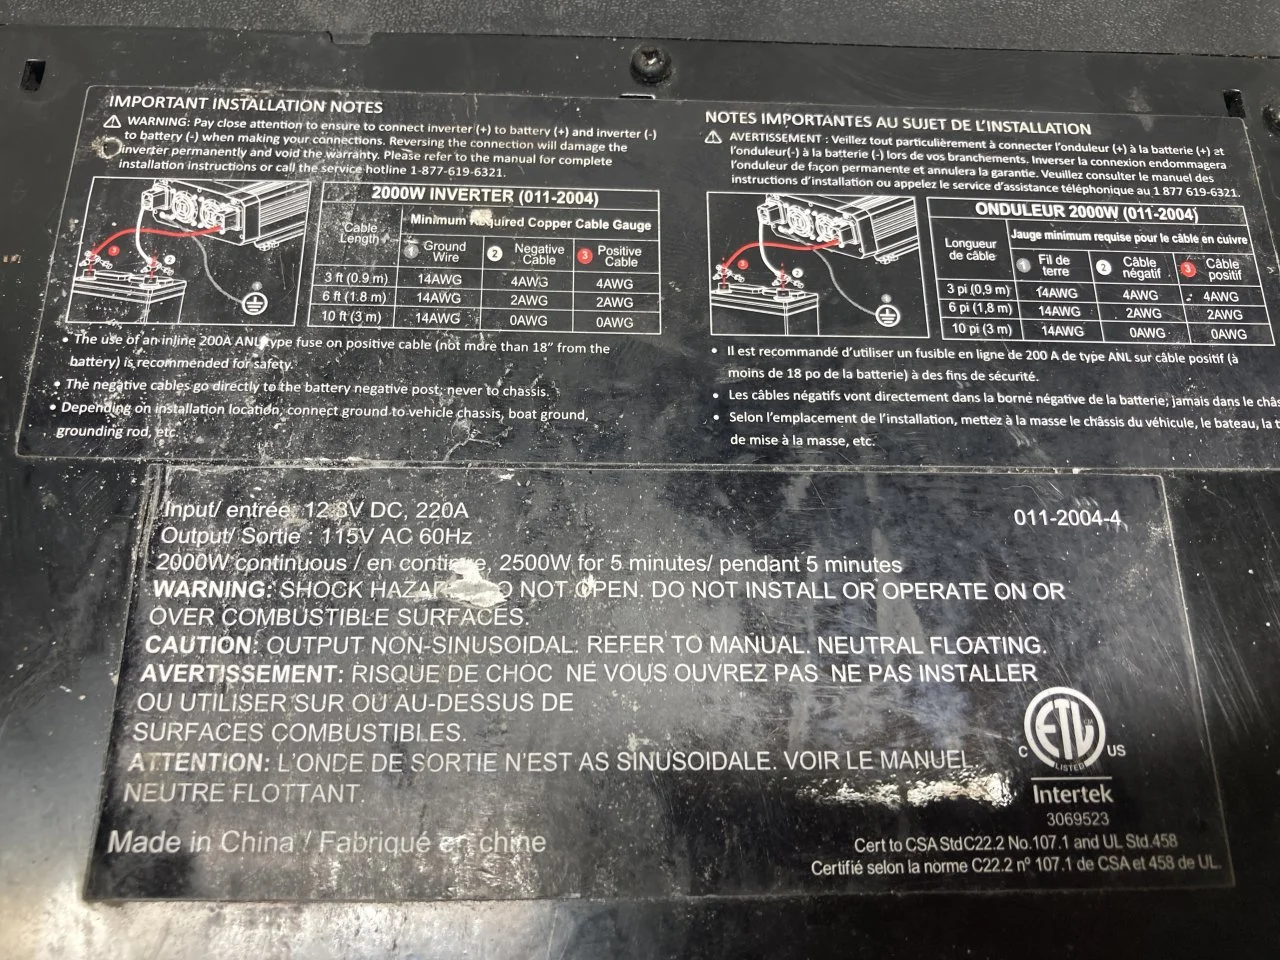 IMPORTANT INSTALLATION NOTES
⚠ WARNING: Pay close attention to ensure to connect inverter (+) to battery (+) and inverter (-)
to battery (-) when making your connections. Reversing the connection will damage the
inverter permanently and void the warranty. Please refer to the manual for complete
installation instructions or call the service hotline 1-877-619-6321.
2000W INVERTER (011-2004)
Cable Length
Minimum Required Copper Cable Gauge
1 Ground Wire
2 Negative Cable
3 Positive Cable
3 ft (0.9 m) 14AWG 4AWG 4AWG
6 ft (1.8 m) 14AWG 2AWG 2AWG
10 ft (3 m) 14AWG 0AWG 0AWG
• The use of an inline 200A ANL type fuse on positive cable (not more than 18" from the
battery) is recommended for safety.
• The negative cables go directly to the battery negative post; never to chassis.
• Depending on installation location, connect ground to vehicle chassis, boat ground,
grounding rod, etc.
NOTES IMPORTANTES AU SUJET DE L'INSTALLATION
⚠ AVERTISSEMENT : Veillez tout particulièrement à connecter l'onduleur (+) à la batterie (+) et
l'onduleur(-) à la batterie (-) lors de vos branchements. Inverser la connexion endommagera
l'onduleur de façon permanente et annulera la garantie. Veuillez consulter le manuel des
instructions d'installation ou appelez le service d'assistance téléphonique au 1 877 619-6321.
ONDULEUR 2000W (011-2004)
Longueur de câble
Jauge minimum requise pour le câble en cuivre
1 Fil de terre
2 Câble négatif
3 Câble positif
3 pi (0,9 m) 14AWG 4AWG 4AWG
6 pi (1,8 m) 14AWG 2AWG 2AWG
10 pi (3 m) 14AWG 0AWG 0AWG
• Il est recommandé d'utiliser un fusible en ligne de 200 A de type ANL sur câble positif (à
moins de 18 po de la batterie) à des fins de sécurité.
• Les câbles négatifs vont directement dans la borne négative de la batterie; jamais dans le châs
• Selon l'emplacement de l'installation, mettez à la masse le châssis du véhicule, le bateau, la t
de mise à la masse, etc.
Input/ entrée: 12.8V DC, 220A
011-2004-4
Output/ Sortie : 115V AC 60Hz
2000W continuous / en continue, 2500W for 5 minutes/ pendant 5 minutes
WARNING: SHOCK HAZARD. DO NOT OPEN. DO NOT INSTALL OR OPERATE ON OR
OVER COMBUSTIBLE SURFACES.
CAUTION: OUTPUT NON-SINUSOIDAL. REFER TO MANUAL. NEUTRAL FLOATING.
AVERTISSEMENT: RISQUE DE CHOC NE VOUS OUVREZ PAS NE PAS INSTALLER
OU UTILISER SUR OU AU-DESSUS DE
SURFACES COMBUSTIBLES.
ATTENTION: L'ONDE DE SORTIE N'EST AS SINUSOIDALE. VOIR LE MANUEL
NEUTRE FLOTTANT.
Made in China / Fabriqué en chine
C ETL US
LISTED
Intertek
3069523
Cert to CSA Std C22.2 No.107.1 and UL Std.458
Certifié selon la norme C22.2 n° 107.1 de CSA et 458 de UL.